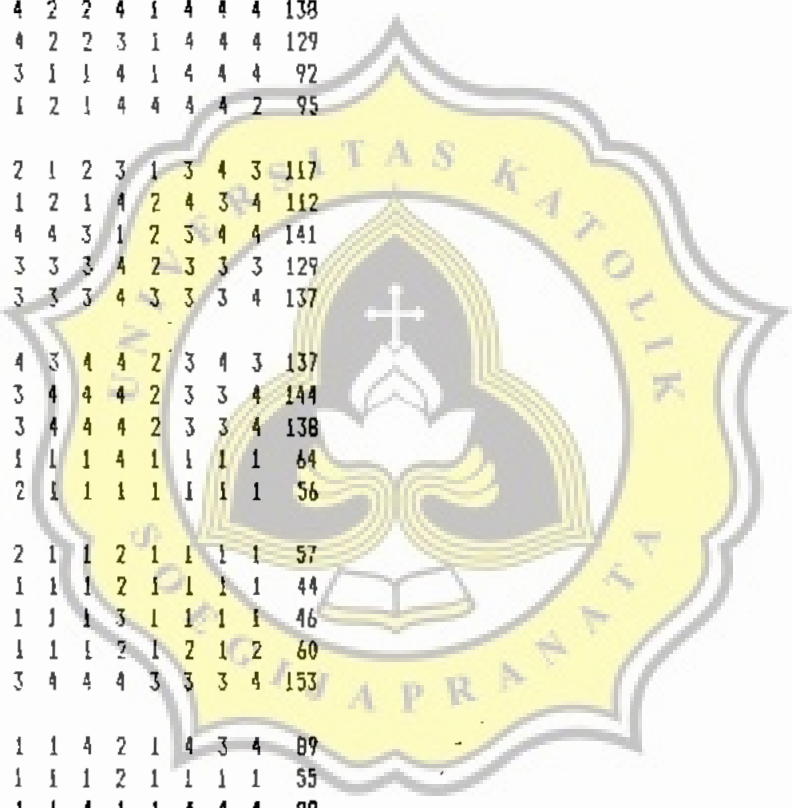 4 2 2 4 1 4 4 4 138
4 2 2 3 1 4 4 4 129
3 1 1 4 1 4 4 4 92
1 2 1 4 4 4 4 2 95
2 1 2 3 1 3 4 3 117
1 2 1 4 2 4 3 4 112
4 4 3 1 2 3 4 4 141
3 3 3 4 2 3 3 3 129
3 3 3 4 3 3 3 4 137
4 3 4 4 2 3 4 3 137
3 4 4 4 2 3 3 4 144
3 4 4 4 2 3 3 4 138
1 1 1 4 1 1 1 1 64
2 1 1 1 1 1 1 1 56
2 1 1 2 1 1 1 1 57
1 1 1 2 1 1 1 1 44
1 1 1 3 1 1 1 1 46
1 1 1 2 1 2 1 2 60
3 4 4 4 3 3 3 4 153
1 1 4 2 1 4 3 4 89
1 1 1 2 1 1 1 1 55
UNIVERSITAS KATOLIK
SOEGIJAPRANATA